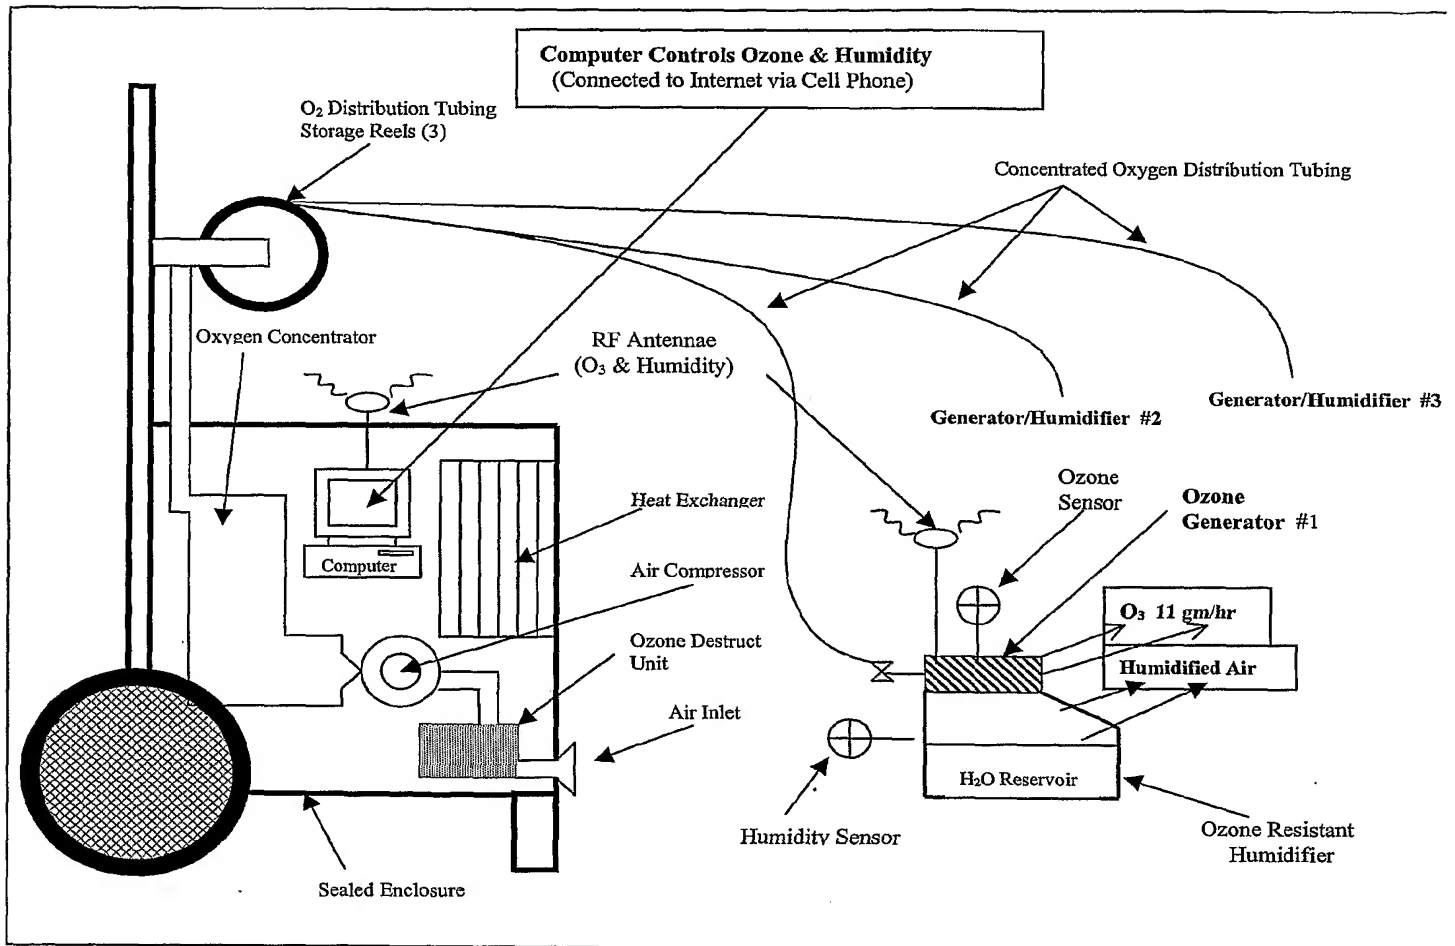 Computer Controls Ozone & Humidity
(Connected to Internet via Cell Phone)
O₂ Distribution Tubing
Storage Reels (3)
Concentrated Oxygen Distribution Tubing
Oxygen Concentrator
RF Antennae
(O₃ & Humidity)
Generator/Humidifier #2
Generator/Humidifier #3
Heat Exchanger
Ozone
Sensor
Ozone
Generator #1
Computer
Air Compressor
O₃ 11 gm/hr
Ozone Destruct
Unit
Humidified Air
Air Inlet
H₂O Reservoir
Humidity Sensor
Ozone Resistant
Humidifier
Sealed Enclosure